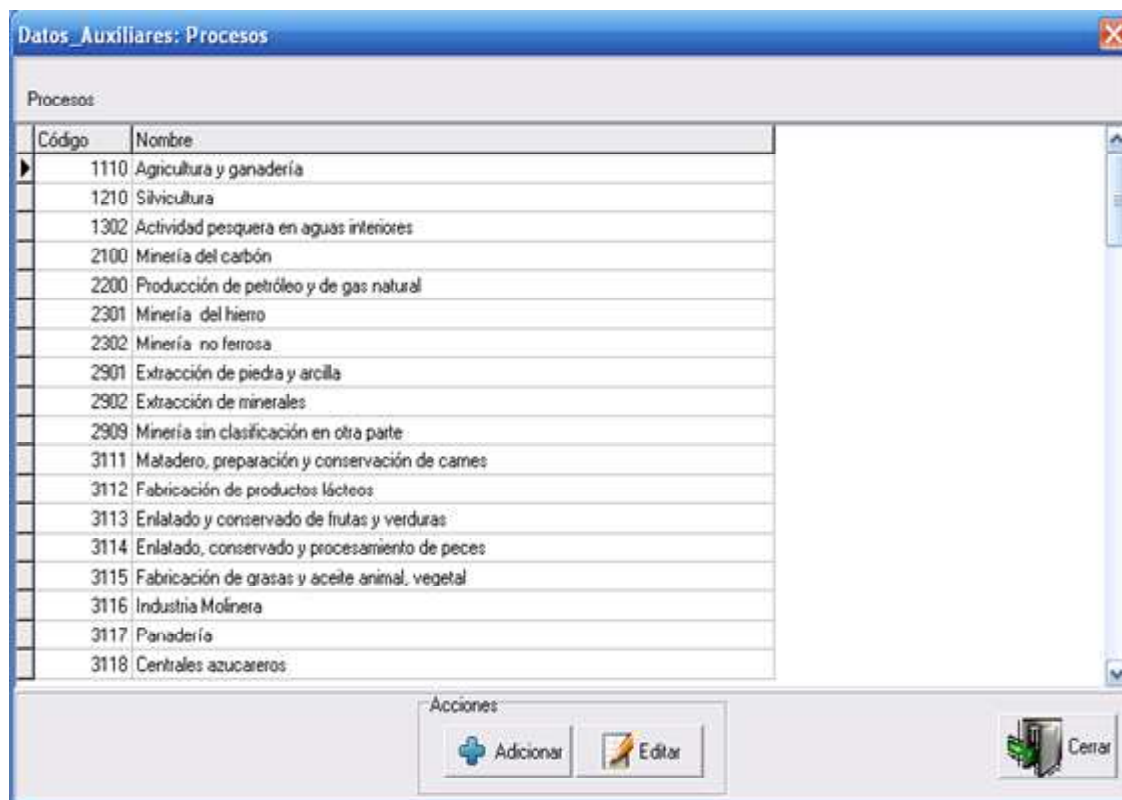 Datos_Auxiliares: Procesos
Procesos
Código Nombre
1110 Agricultura y ganadería
1210 Silvicultura
1302 Actividad pesquera en aguas interiores
2100 Minería del carbón
2200 Producción de petróleo y de gas natural
2301 Minería  del hierro
2302 Minería  no ferrosa
2901 Extracción de piedra y arcilla
2902 Extracción de minerales
2909 Minería sin clasificación en otra parte
3111 Matadero, preparación y conservación de carnes
3112 Fabricación de productos lácteos
3113 Enlatado y conservado de frutas y verduras
3114 Enlatado, conservado y procesamiento de peces
3115 Fabricación de grasas y aceite animal, vegetal
3116 Industria Molinera
3117 Panadería
3118 Centrales azucareros
Acciones
Adicionar Editar Cerrar